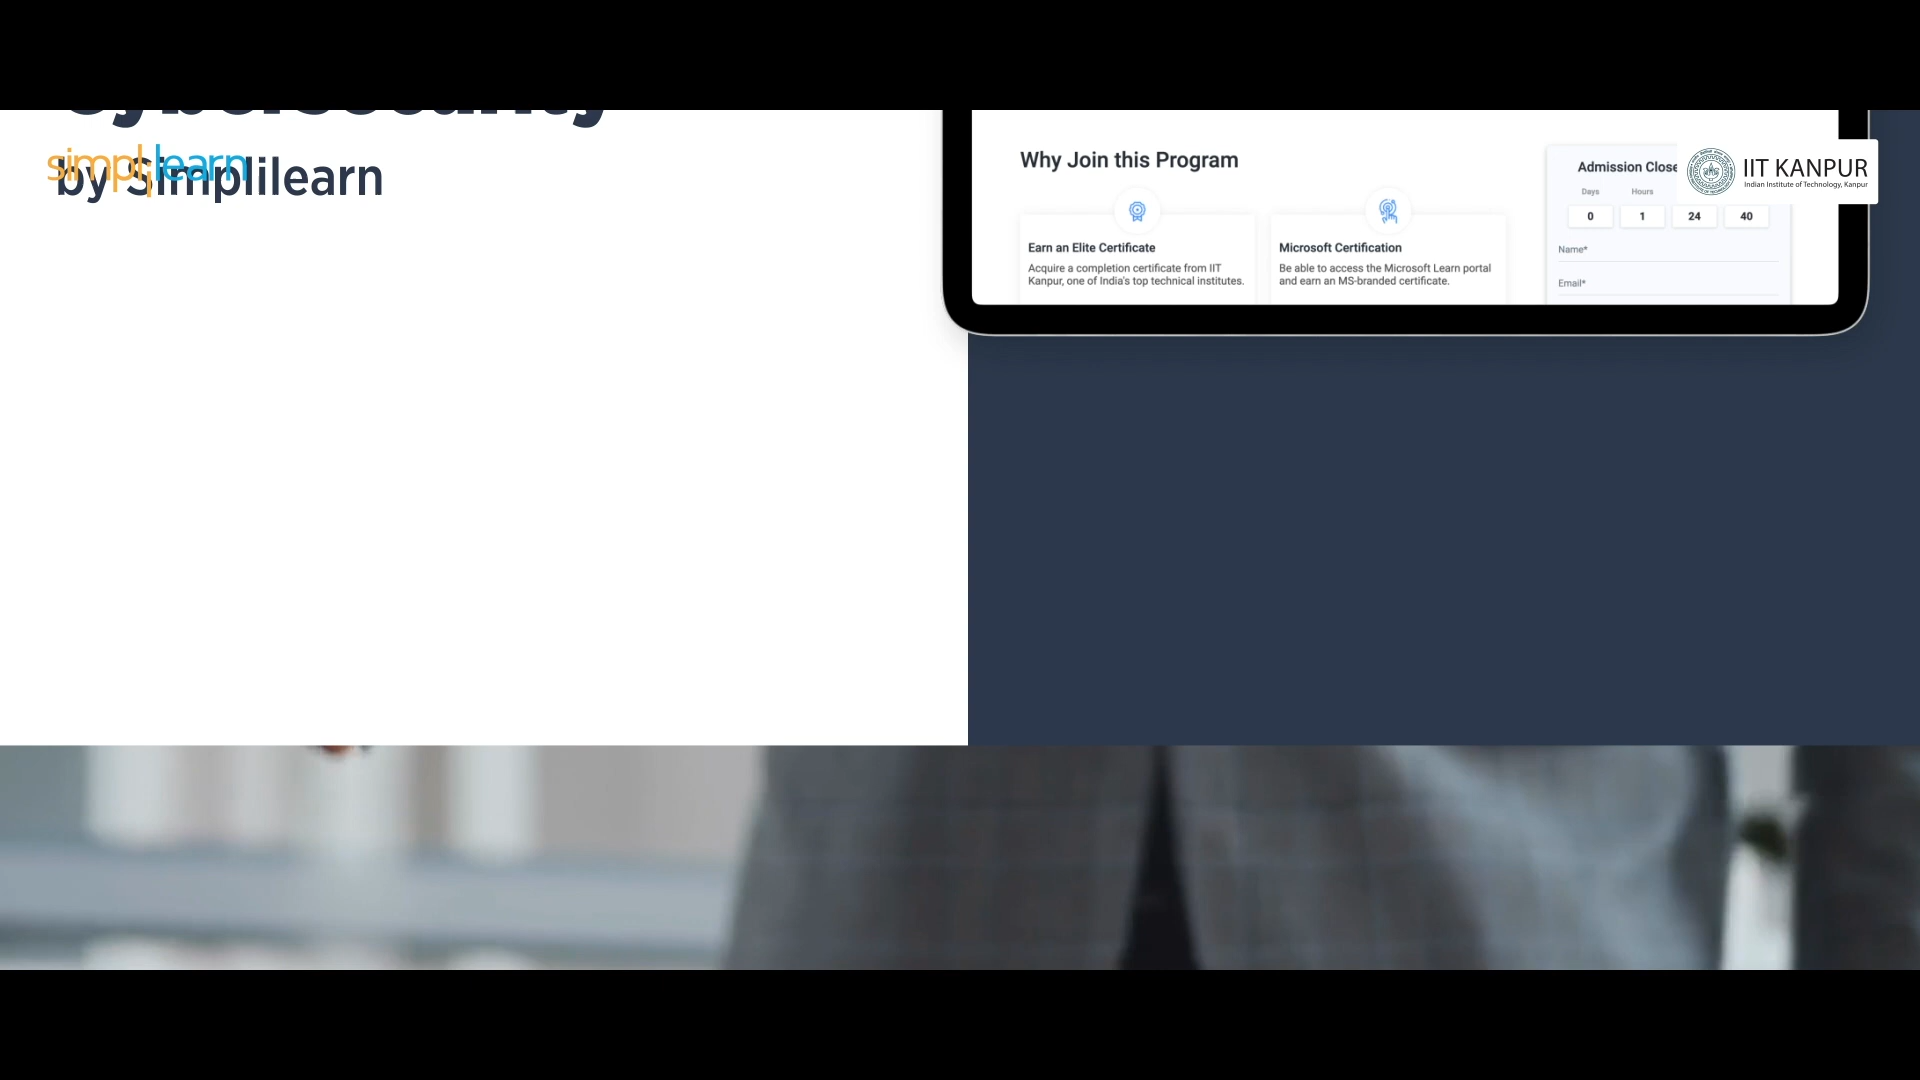 Cybersecurity
by Simplilearn
simplilearn
Why Join this Program
Earn an Elite Certificate
Acquire a completion certificate from IIT
Kanpur, one of India's top technical institutes.
Microsoft Certification
Be able to access the Microsoft Learn portal
and earn an MS-branded certificate.
Admission Close
Days Hours
0 1 24 40
Name*
Email*
IIT KANPUR
Indian Institute of Technology, Kanpur